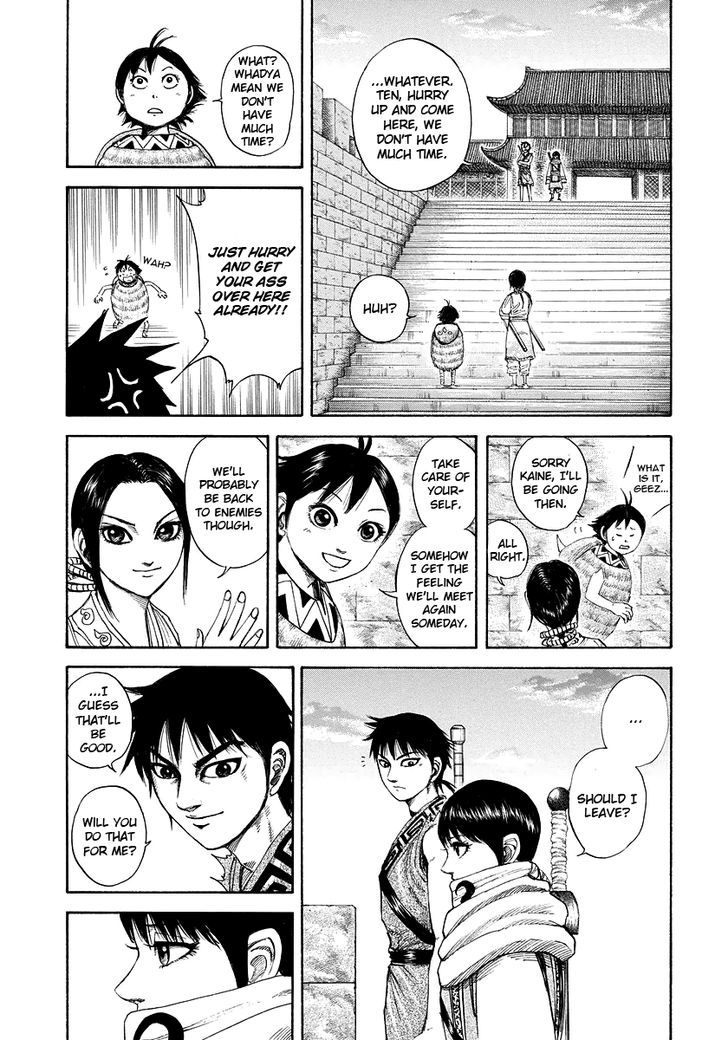 ...WHATEVER.
TEN, HURRY
UP AND COME
HERE, WE
DON'T HAVE
MUCH TIME.
HUH?
WHAT?
WHADYA
MEAN WE
DON'T
HAVE
MUCH
TIME?
JUST HURRY
AND GET
YOUR ASS
OVER HERE
ALREADY!!
WAH?
WHAT
IS IT,
GEEZ...
SORRY
KAINE, I'LL
BE GOING
THEN.
ALL
RIGHT.
TAKE
CARE OF
YOUR-
SELF.
SOMEHOW
I GET THE
FEELING
WE'LL MEET
AGAIN
SOMEDAY.
WE'LL
PROBABLY
BE BACK
TO ENEMIES
THOUGH.
...
SHOULD I
LEAVE?
...I
GUESS
THAT'LL
BE
GOOD.
WILL YOU
DO THAT
FOR ME?